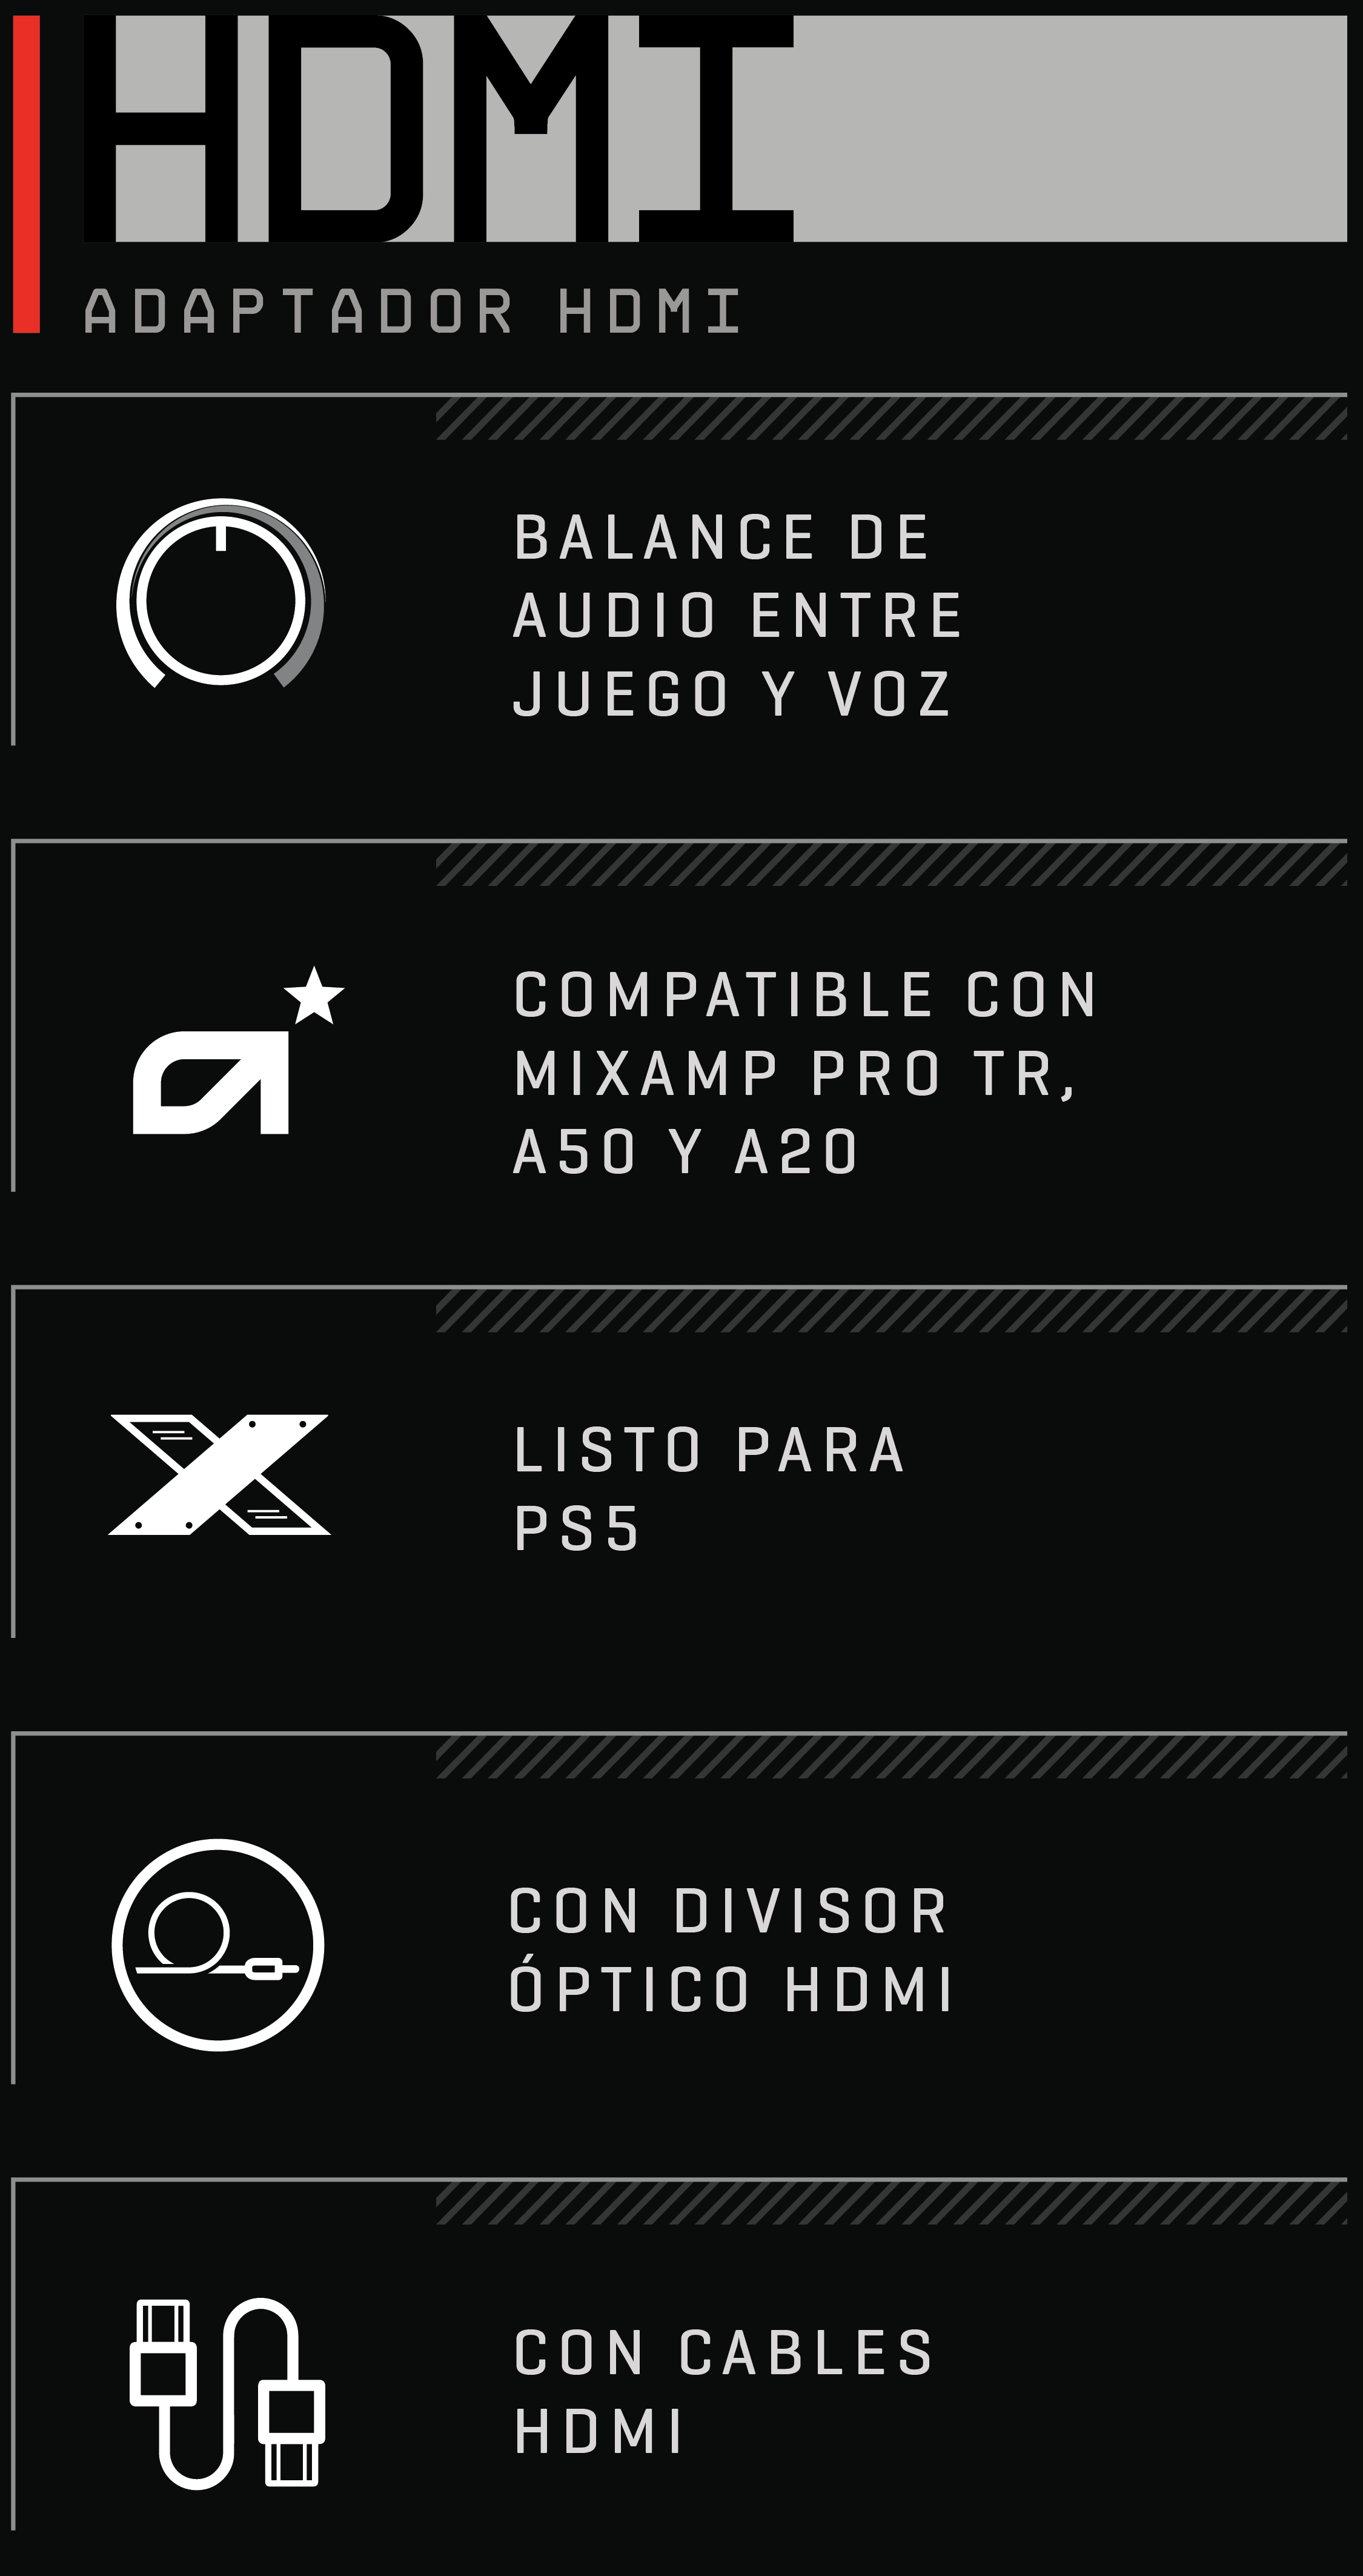 HDMI
ADAPTADOR HDMI
BALANCE DE
AUDIO ENTRE
JUEGO Y VOZ
COMPATIBLE CON
MIXAMP PRO TR,
A50 Y A20
LISTO PARA
PS5
CON DIVISOR
ÓPTICO HDMI
CON CABLES
HDMI